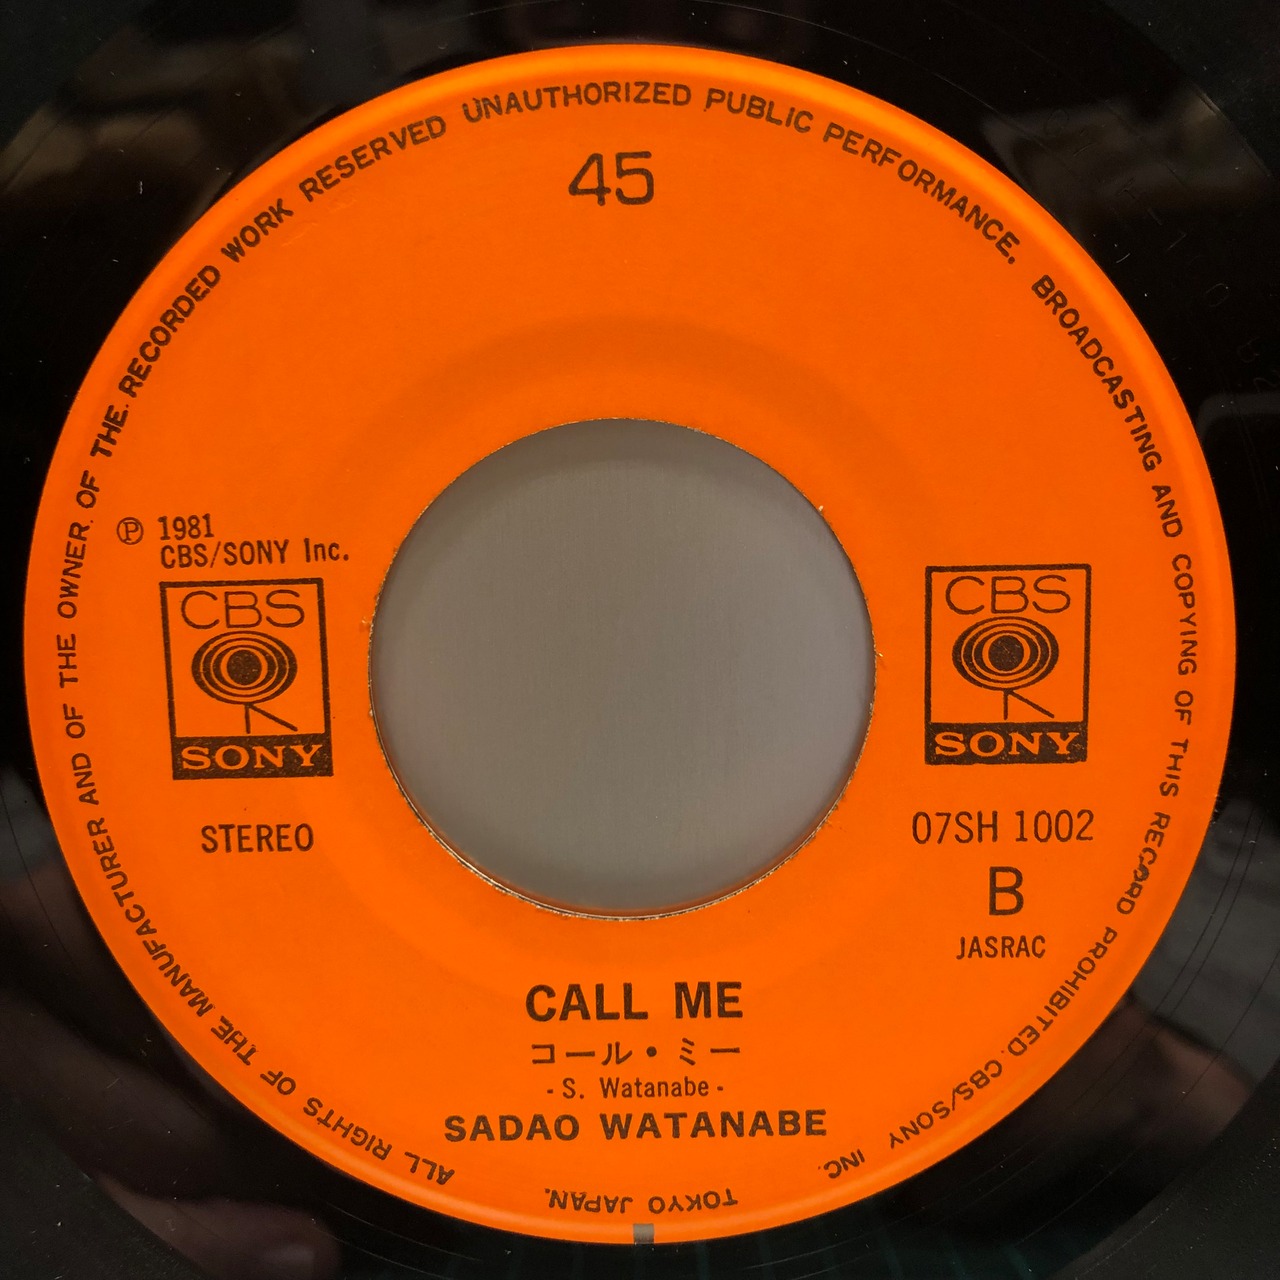 ALL RIGHTS OF THE MANUFACTURER AND OF THE OWNER OF THE RECORDED WORK RESERVED UNAUTHORIZED PUBLIC PERFORMANCE. BROADCASTING AND COPYING OF THIS RECORD PROHIBITED. CBS/SONY INC. TOKYO JAPAN.
45
Ⓟ 1981
CBS/SONY Inc.
CBS
SONY
CBS
SONY
STEREO
07SH 1002
B
JASRAC
CALL ME
コール・ミー
- S. Watanabe -
SADAO WATANABE